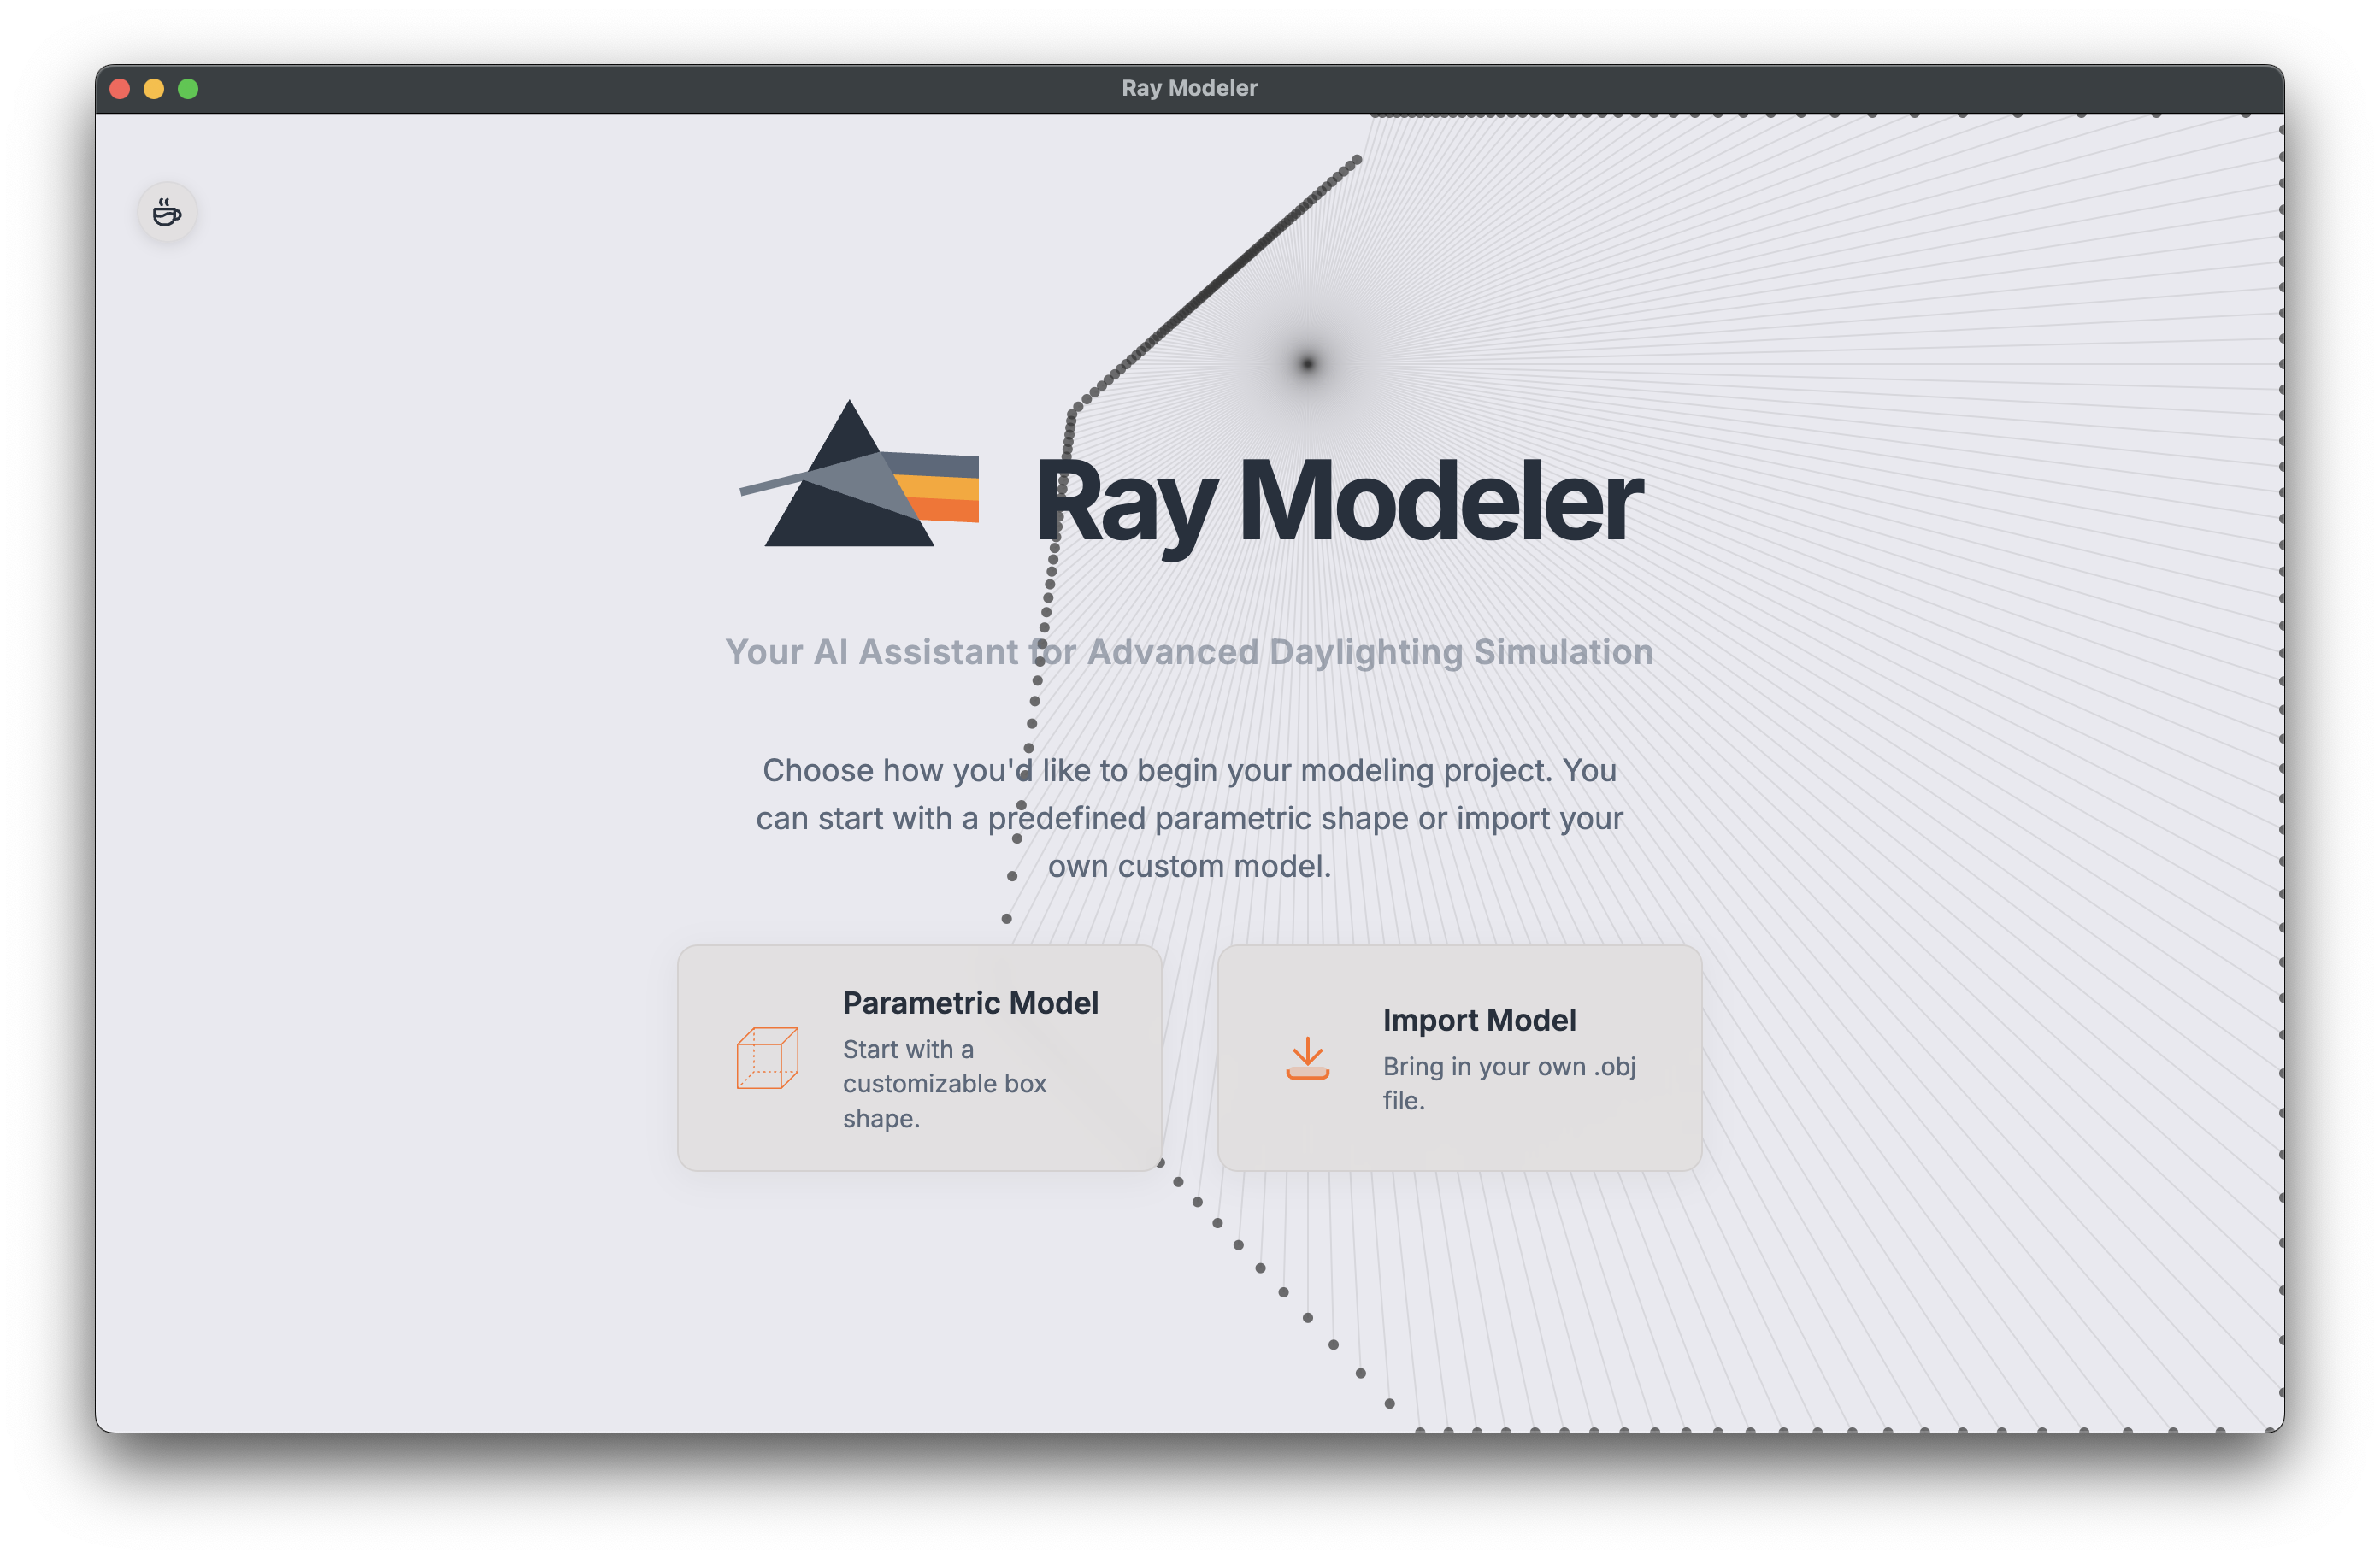 Ray Modeler
Ray Modeler
Your AI Assistant for Advanced Daylighting Simulation
Choose how you'd like to begin your modeling project. You
can start with a predefined parametric shape or import your
own custom model.
Parametric Model
Start with a
customizable box
shape.
Import Model
Bring in your own .obj
file.